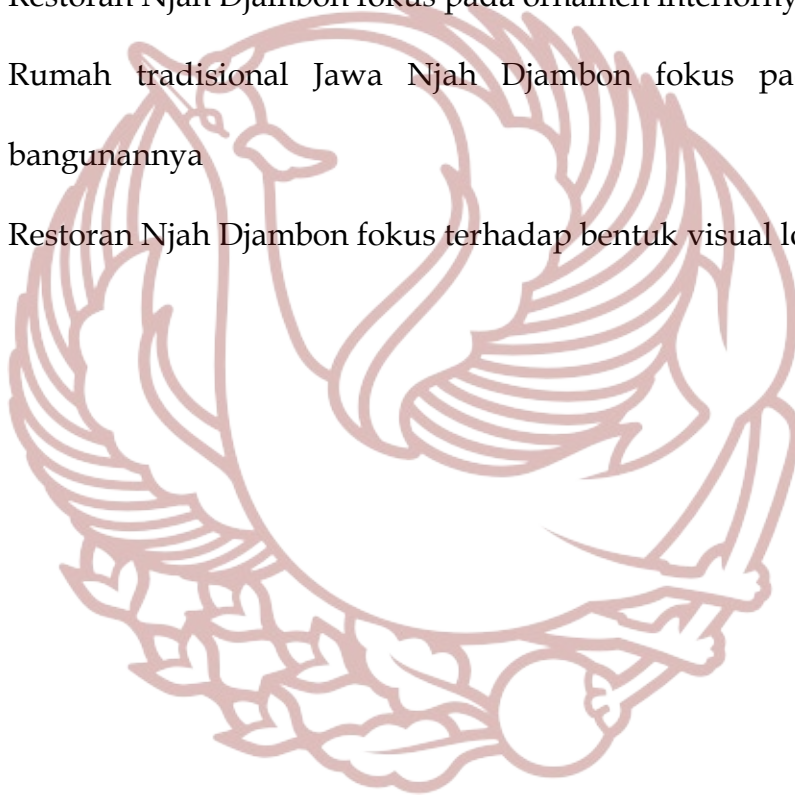 Restoran Njah Djambon fokus pada ornamen
Rumah tradisional Jawa Njah Djambon fokus
bangunannya
Restoran Njah Djambon fokus terhadap bentuk visual